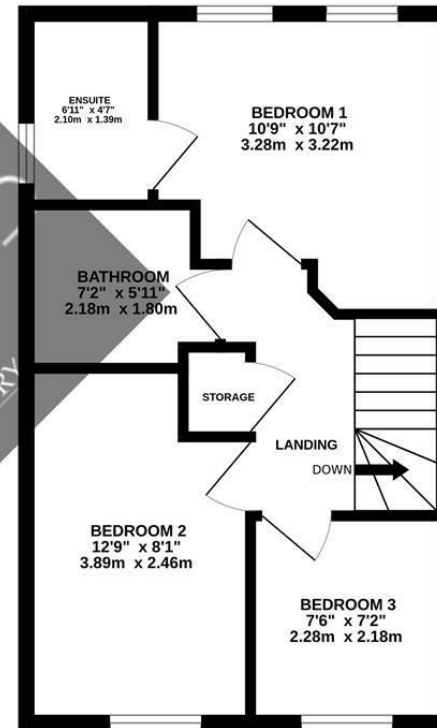 ENSUITE
6'11" x 4'7"
2.10m x 1.39m
BEDROOM 1
10'9" x 10'7"
3.28m x 3.22m
BATHROOM
7'2" x 5'11"
2.18m x 1.80m
STORAGE
LANDING
DOWN
BEDROOM 2
12'9" x 8'1"
3.89m x 2.46m
BEDROOM 3
7'6" x 7'2"
2.28m x 2.18m